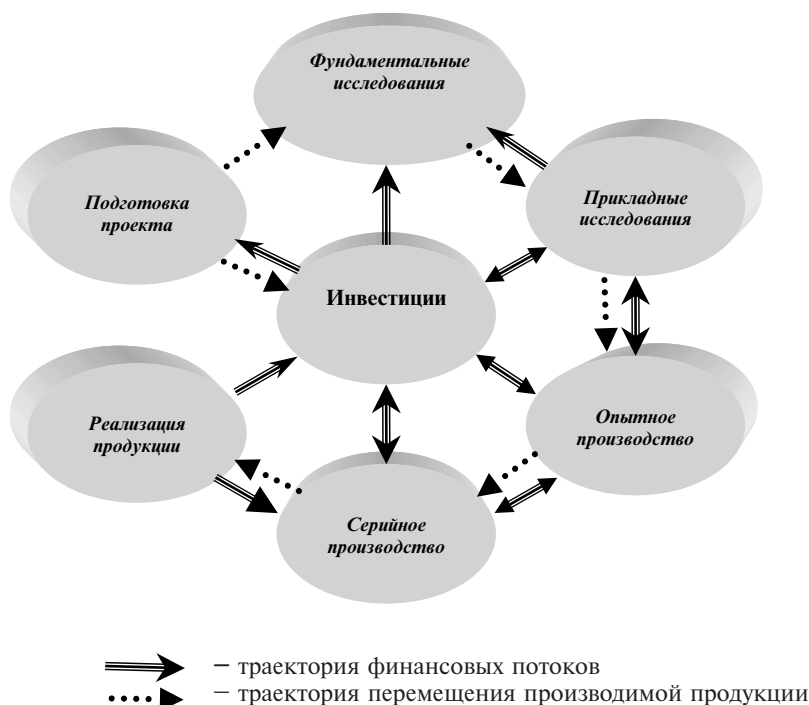 Фундаментальные
исследования
Подготовка
проекта
Прикладные
исследования
Инвестиции
Реализация
продукции
Опытное
производство
Серийное
производство
– траектория финансовых потоков
– траектория перемещения производимой продукции